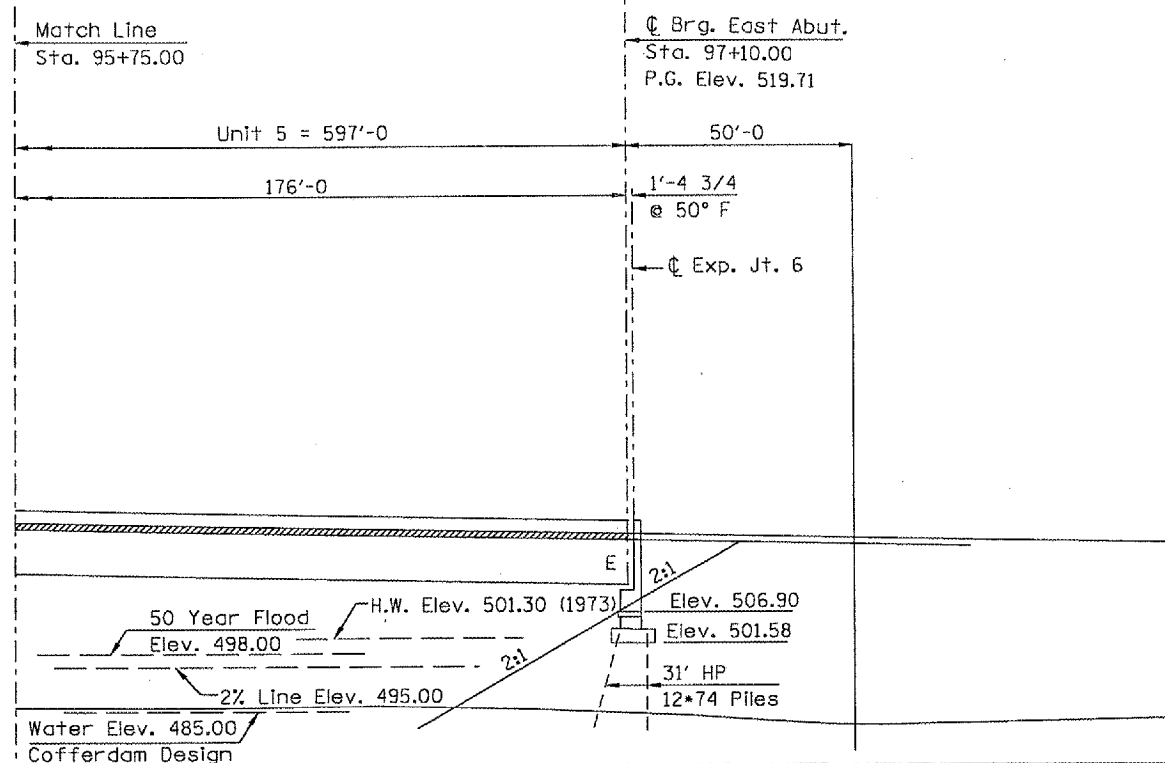 Match Line
Sta. 95+75.00
℄ Brg. East Abut.
Sta. 97+10.00
P.G. Elev. 519.71
Unit 5 = 597'-0
50'-0
176'-0
1'-4 3/4
@ 50° F
℄ Exp. Jt. 6
E
2:1
H.W. Elev. 501.30 (1973)
Elev. 506.90
50 Year Flood
Elev. 498.00
Elev. 501.58
2:1
31' HP
12*74 Piles
2% Line Elev. 495.00
Water Elev. 485.00
Cofferdam Design